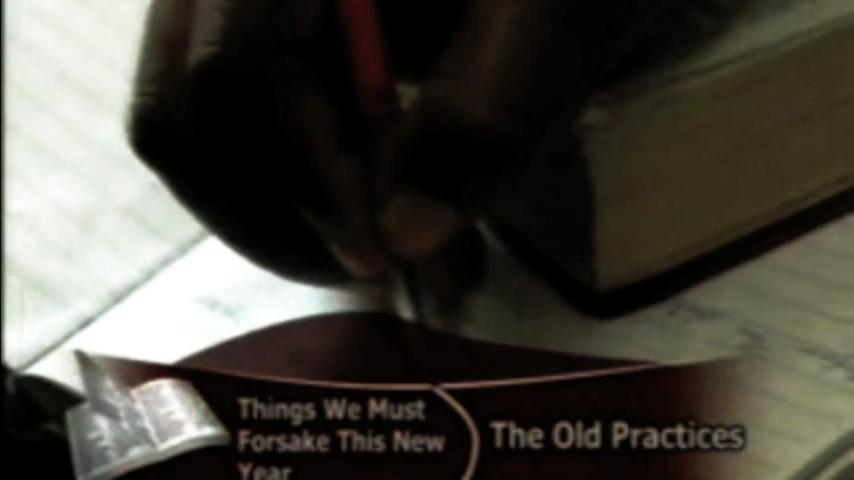 Things We Must
Forsake This New
Year
The Old Practices